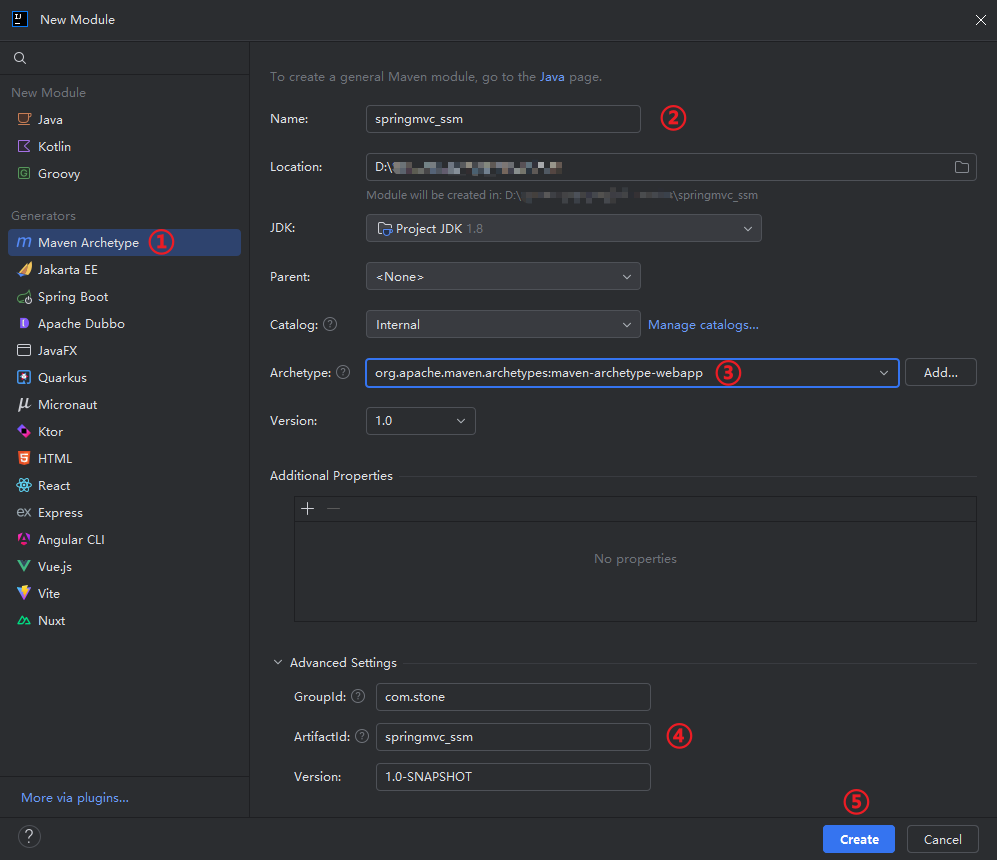 New Module
New Module
Java
Kotlin
Groovy
Generators
Maven Archetype ①
Jakarta EE
Spring Boot
Apache Dubbo
JavaFX
Quarkus
Micronaut
Ktor
HTML
React
ex Express
Angular CLI
Vue.js
Vite
Nuxt
More via plugins...
To create a general Maven module, go to the Java page.
Name: springmvc_ssm ②
Location: D:\
Module will be created in: D:\ \springmvc_ssm
JDK: Project JDK 1.8
Parent: <None>
Catalog: ? Internal Manage catalogs...
Archetype: ? org.apache.maven.archetypes:maven-archetype-webapp ③ Add...
Version: 1.0
Additional Properties
No properties
Advanced Settings
GroupId: ? com.stone
ArtifactId: ? springmvc_ssm ④
Version: 1.0-SNAPSHOT
⑤
? Create Cancel